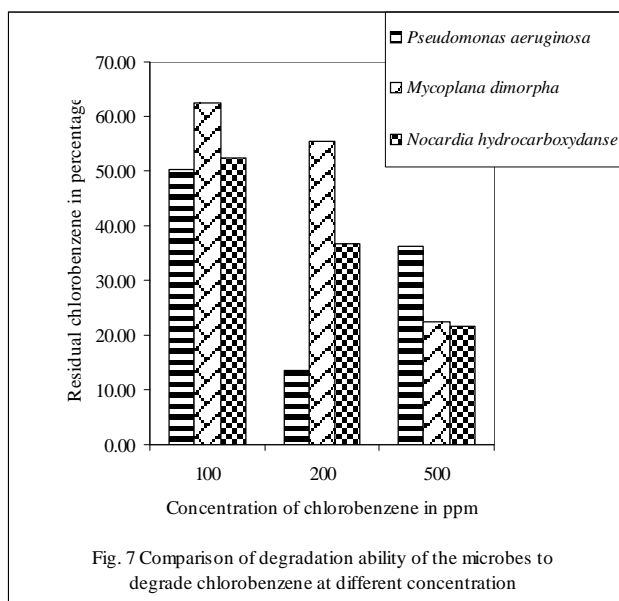 Pseudomonas aeruginosa
Mycoplana dimorpha
Nocardia hydrocarboxydanse
70.00
60.00
50.00
40.00
30.00
20.00
10.00
0.00
Residual chlorobenzene in percentage
100 200 500
Concentration of chlorobenzene in ppm
Fig. 7 Comparison of degradation ability of the microbes to
degrade chlorobenzene at different concentration